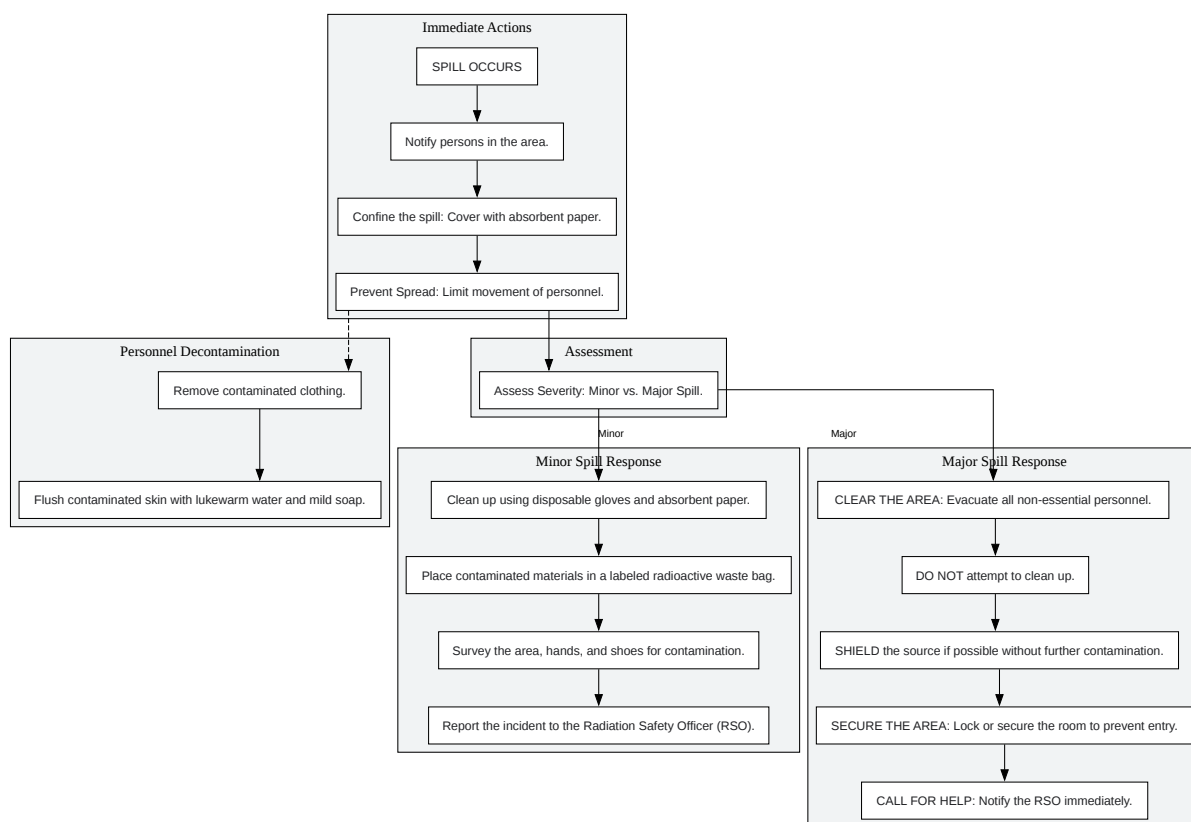 Immediate Actions
SPILL OCCURS
Notify persons in the area.
Confine the spill: Cover with absorbent paper.
Prevent Spread: Limit movement of personnel.
Personnel Decontamination
Remove contaminated clothing.
Flush contaminated skin with lukewarm water and mild soap.
Assessment
Assess Severity: Minor vs. Major Spill.
Minor
Major
Minor Spill Response
Clean up using disposable gloves and absorbent paper.
Place contaminated materials in a labeled radioactive waste bag.
Survey the area, hands, and shoes for contamination.
Report the incident to the Radiation Safety Officer (RSO).
Major Spill Response
CLEAR THE AREA: Evacuate all non-essential personnel.
DO NOT attempt to clean up.
SHIELD the source if possible without further contamination.
SECURE THE AREA: Lock or secure the room to prevent entry.
CALL FOR HELP: Notify the RSO immediately.